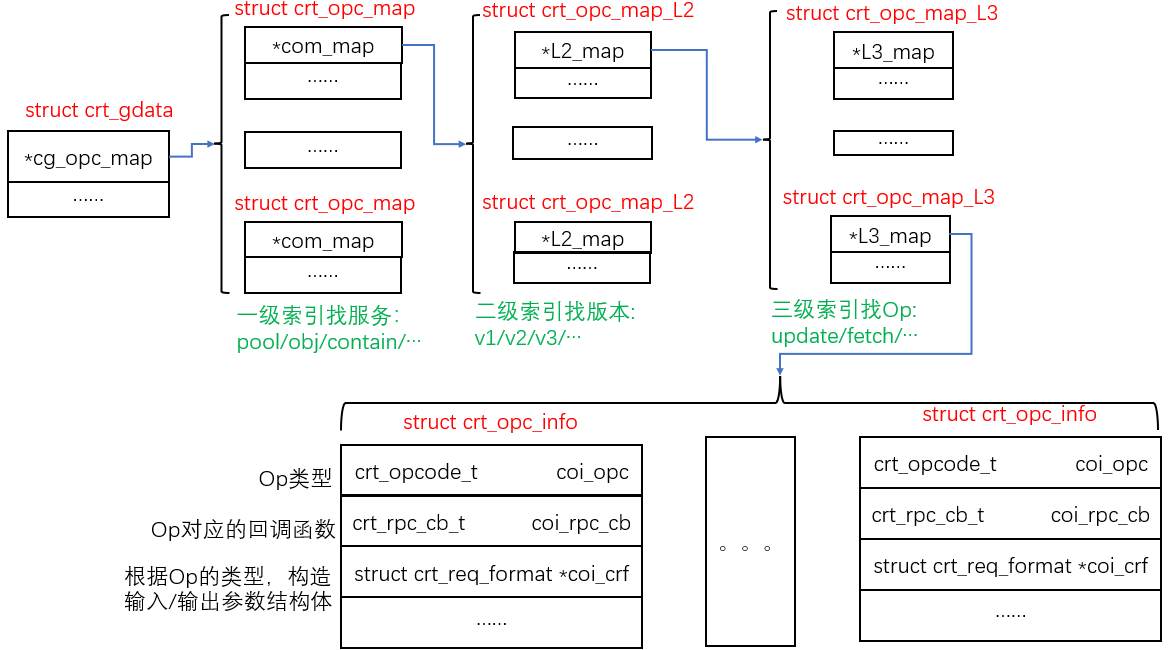 struct crt_gdata
*cg_opc_map
......
struct crt_opc_map
*com_map
......
......
struct crt_opc_map
*com_map
......
一级索引找服务:
pool/obj/contain/···
struct crt_opc_map_L2
*L2_map
......
......
struct crt_opc_map_L2
*L2_map
......
二级索引找版本:
v1/v2/v3/···
struct crt_opc_map_L3
*L3_map
......
......
struct crt_opc_map_L3
*L3_map
......
三级索引找Op:
update/fetch/···
Op类型
Op对应的回调函数
根据Op的类型，构造
输入/输出参数结构体
struct crt_opc_info
crt_opcode_t coi_opc
crt_rpc_cb_t coi_rpc_cb
struct crt_req_format *coi_crf
......
。。。
struct crt_opc_info
crt_opcode_t coi_opc
crt_rpc_cb_t coi_rpc_cb
struct crt_req_format *coi_crf
......